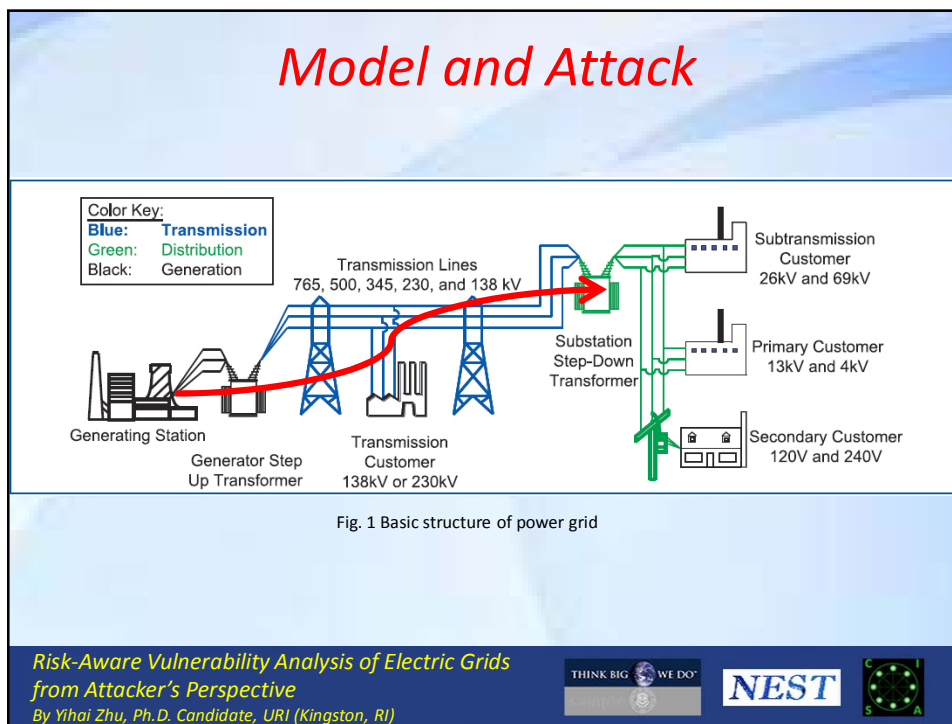 Model and Attack
Color Key:
Blue: Transmission
Green: Distribution
Black: Generation
Transmission Lines
765, 500, 345, 230, and 138 kV
Generating Station
Generator Step
Up Transformer
Transmission
Customer
138kV or 230kV
Substation
Step-Down
Transformer
Subtransmission
Customer
26kV and 69kV
Primary Customer
13kV and 4kV
Secondary Customer
120V and 240V
Fig. 1 Basic structure of power grid
Risk-Aware Vulnerability Analysis of Electric Grids
from Attacker's Perspective
By Yihai Zhu, Ph.D. Candidate, URI (Kingston, RI)
THINK BIG WE DO
NEST
C I
S A